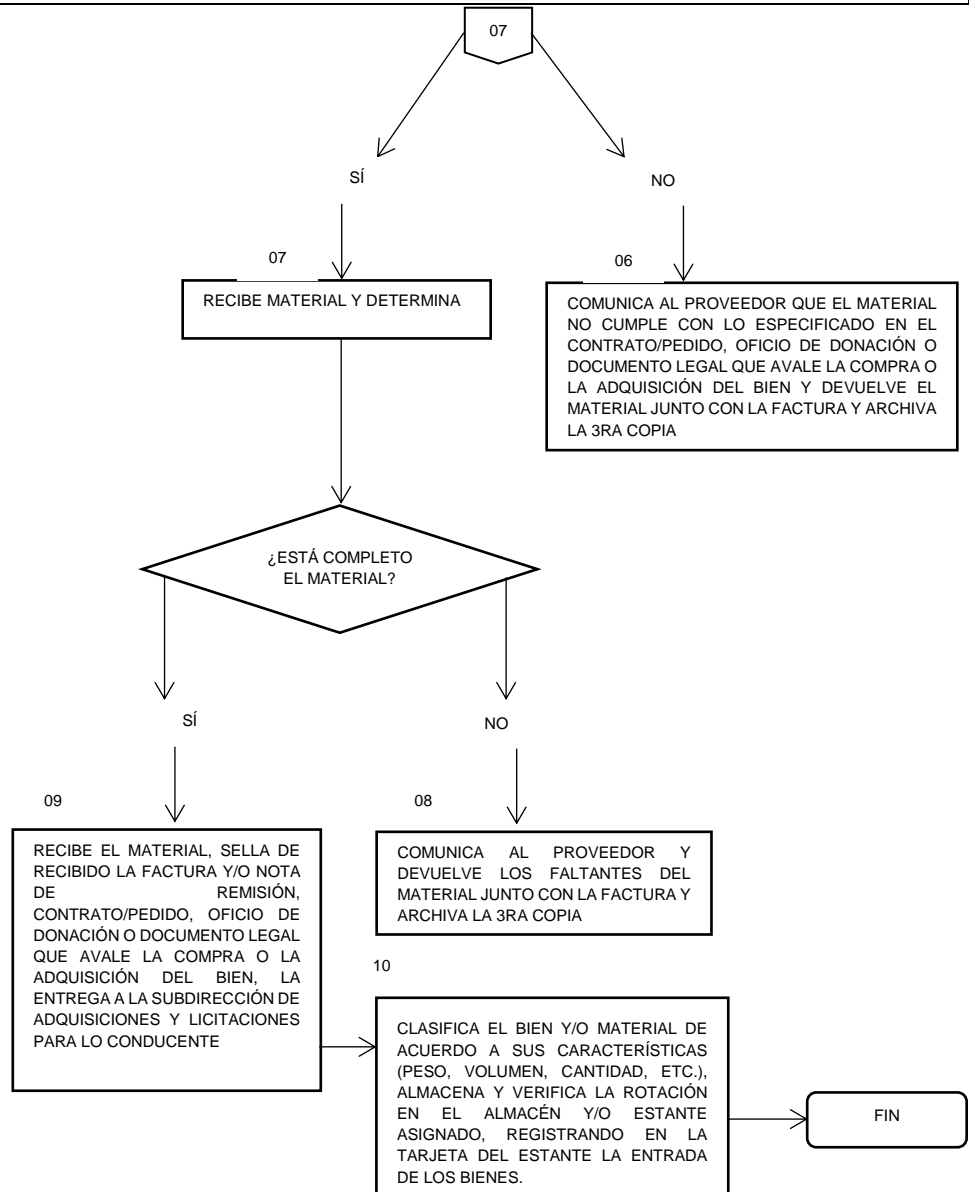 07
SÍ
NO
07
RECIBE MATERIAL Y DETERMINA
06
COMUNICA AL PROVEEDOR QUE EL MATERIAL
NO CUMPLE CON LO ESPECIFICADO EN EL
CONTRATO/PEDIDO, OFICIO DE DONACIÓN O
DOCUMENTO LEGAL QUE AVALE LA COMPRA O
LA ADQUISICIÓN DEL BIEN Y DEVUELVE EL
MATERIAL JUNTO CON LA FACTURA Y ARCHIVA
LA 3RA COPIA
¿ESTÁ COMPLETO
EL MATERIAL?
SÍ
NO
09
RECIBE EL MATERIAL, SELLA DE
RECIBIDO LA FACTURA Y/O NOTA
DE REMISIÓN,
CONTRATO/PEDIDO, OFICIO DE
DONACIÓN O DOCUMENTO LEGAL
QUE AVALE LA COMPRA O LA
ADQUISICIÓN DEL BIEN, LA
ENTREGA A LA SUBDIRECCIÓN DE
ADQUISICIONES Y LICITACIONES
PARA LO CONDUCENTE
08
COMUNICA AL PROVEEDOR Y
DEVUELVE LOS FALTANTES DEL
MATERIAL JUNTO CON LA FACTURA Y
ARCHIVA LA 3RA COPIA
10
CLASIFICA EL BIEN Y/O MATERIAL DE
ACUERDO A SUS CARACTERÍSTICAS
(PESO, VOLUMEN, CANTIDAD, ETC.),
ALMACENA Y VERIFICA LA ROTACIÓN
EN EL ALMACÉN Y/O ESTANTE
ASIGNADO, REGISTRANDO EN LA
TARJETA DEL ESTANTE LA ENTRADA
DE LOS BIENES.
FIN